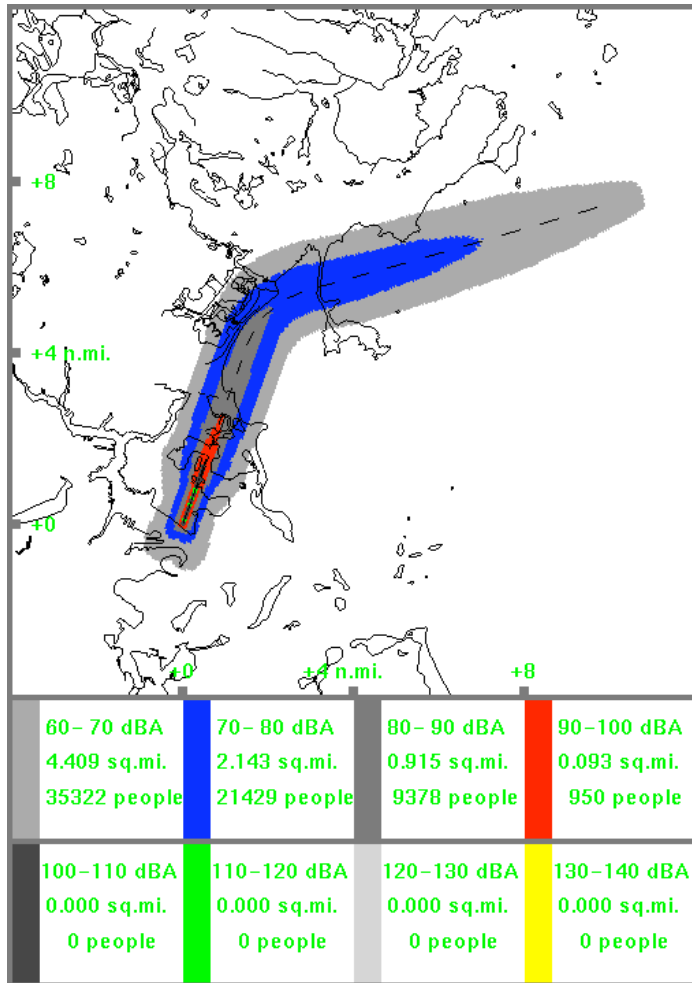 +8
+4 n.mi.
+0
+0
+4 n.mi.
+8
60-70 dBA
4.409 sq.mi.
35322 people
70-80 dBA
2.143 sq.mi.
21429 people
80-90 dBA
0.915 sq.mi.
9378 people
90-100 dBA
0.093 sq.mi.
950 people
100-110 dBA
0.000 sq.mi.
0 people
110-120 dBA
0.000 sq.mi.
0 people
120-130 dBA
0.000 sq.mi.
0 people
130-140 dBA
0.000 sq.mi.
0 people